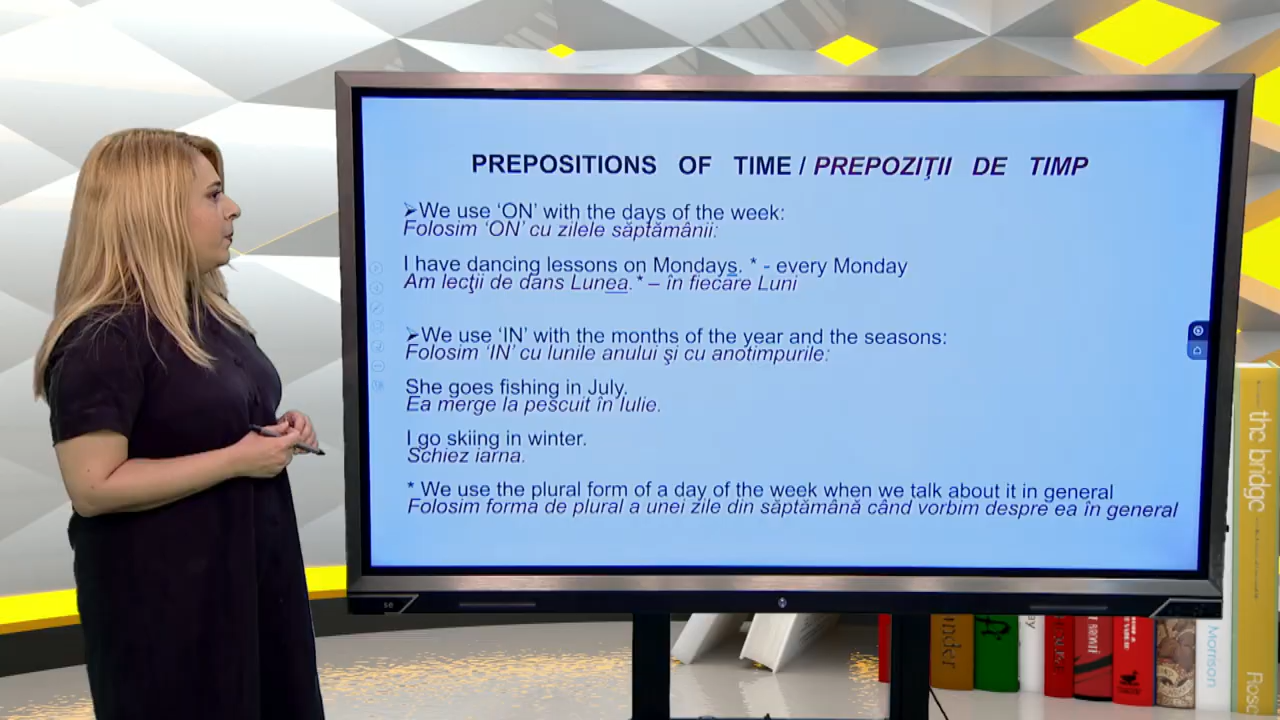 PREPOSITIONS OF TIME / PREPOZIŢII DE TIMP
➢We use ‘ON’ with the days of the week:
Folosim ‘ON’ cu zilele săptămânii:
I have dancing lessons on Mondays. * - every Monday
Am lecţii de dans Lunea.* – în fiecare Luni
➢We use ‘IN’ with the months of the year and the seasons:
Folosim ‘IN’ cu lunile anului şi cu anotimpurile:
She goes fishing in July.
Ea merge la pescuit în Iulie.
I go skiing in winter.
Schiez iarna.
* We use the plural form of a day of the week when we talk about it in general
Folosim forma de plural a unei zile din săptămână când vorbim despre ea în general
the bridge
Morrison